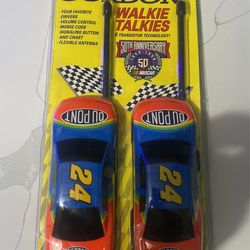 WALKIE
TALKIES
TRANSISTOR TECHNOLOGY!
• YOUR FAVORITE
DRIVERS
• VOLUME CONTROL
• MORSE CODE
SIGNALING BUTTON
AND CHART
• FLEXIBLE ANTENNA
50TH ANNIVERSARY
50
NASCAR
DU PONT
DU PONT
24
24